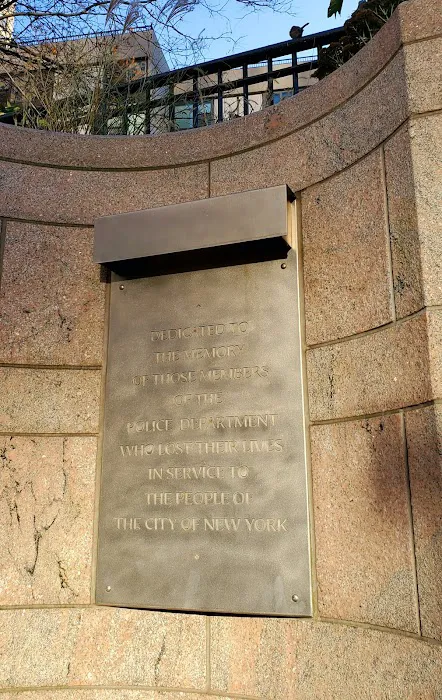 DEDICATED TO
THE MEMORY
OF THOSE MEMBERS
OF THE
POLICE DEPARTMENT
WHO LOST THEIR LIVES
IN SERVICE TO
THE PEOPLE OF
THE CITY OF NEW YORK